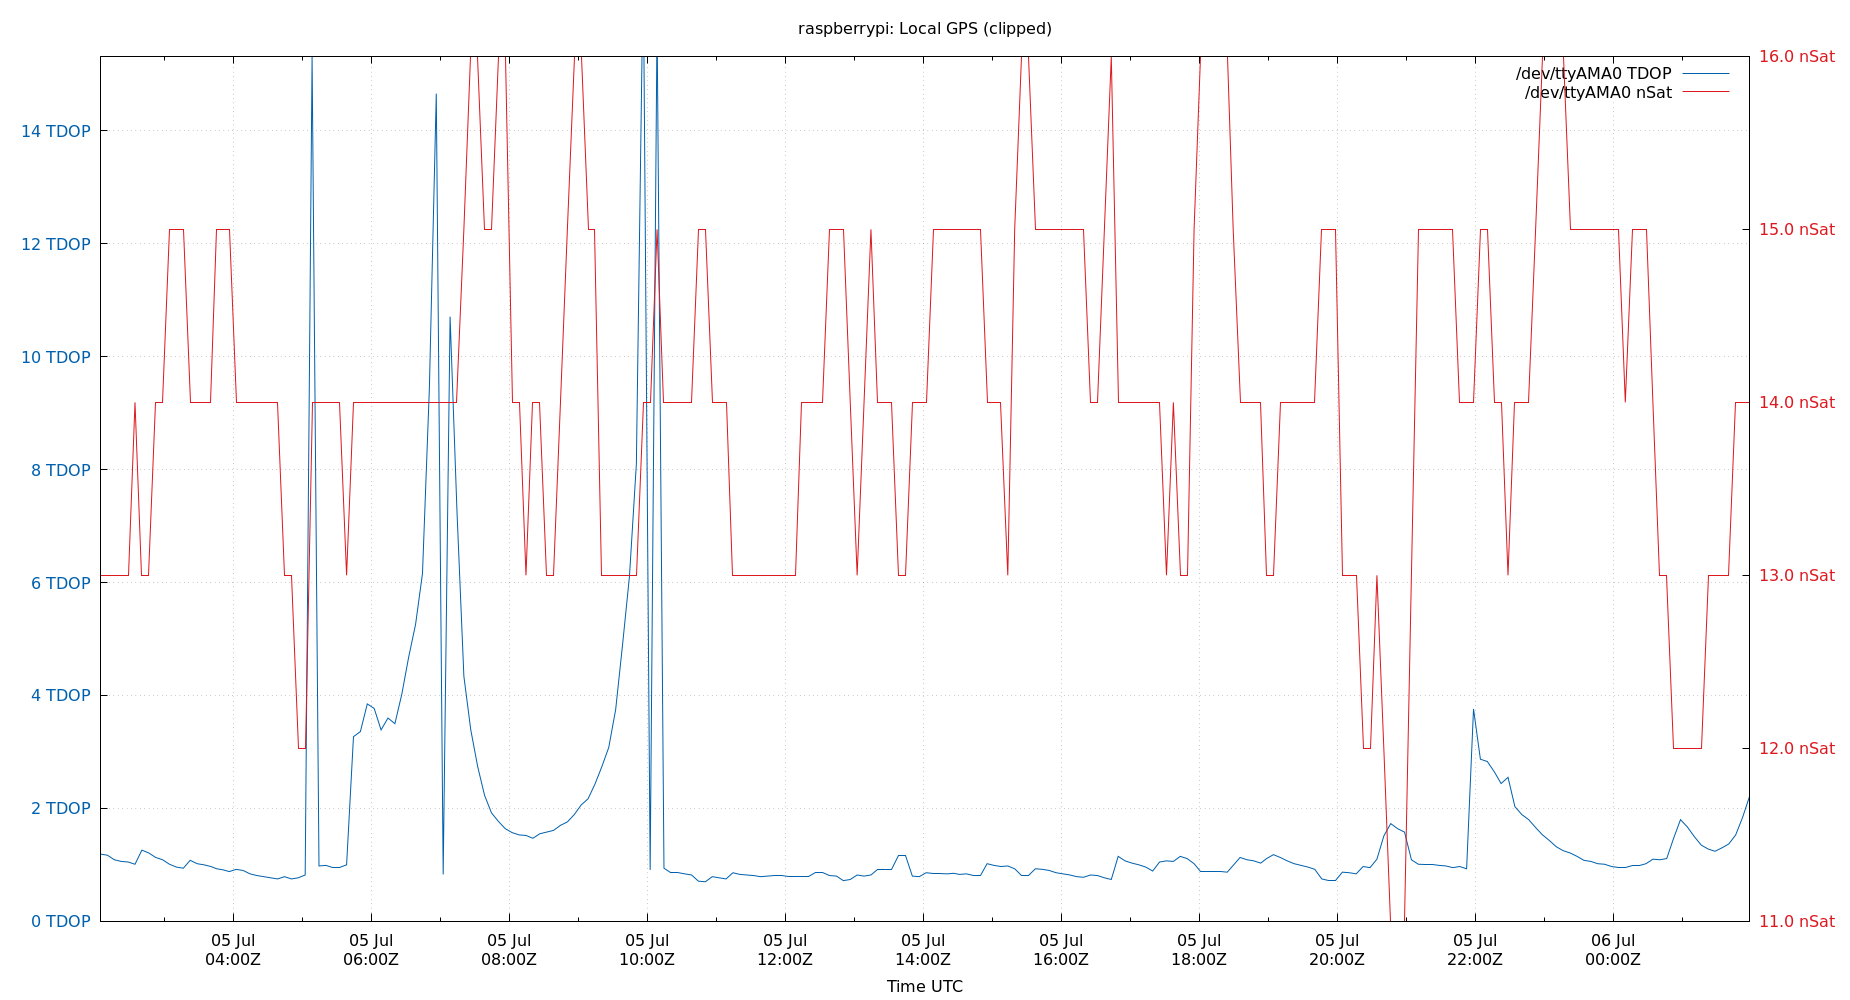 raspberrypi: Local GPS (clipped)
16.0 nSat
/dev/ttyAMA0 TDOP
/dev/ttyAMA0 nSat
14 TDOP
15.0 nSat
12 TDOP
10 TDOP
14.0 nSat
8 TDOP
6 TDOP
13.0 nSat
4 TDOP
12.0 nSat
2 TDOP
0 TDOP
11.0 nSat
05 Jul 05 Jul 05 Jul 05 Jul 05 Jul 05 Jul 05 Jul 05 Jul 05 Jul 05 Jul 06 Jul
04:00Z 06:00Z 08:00Z 10:00Z 12:00Z 14:00Z 16:00Z 18:00Z 20:00Z 22:00Z 00:00Z
Time UTC